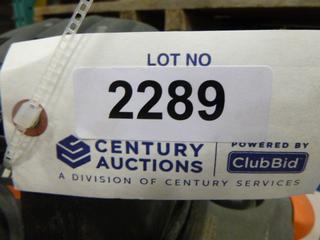 LOT NO
2289
CENTURY AUCTIONS
POWERED BY
ClubBid
A DIVISION OF CENTURY SERVICES